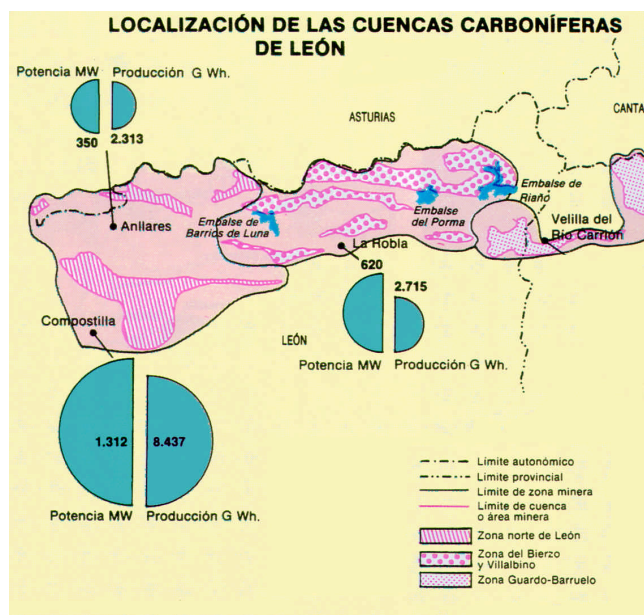 LOCALIZACIÓN DE LAS CUENCAS CARBONÍFERAS
DE LEÓN
Potencia MW
Producción G Wh.
350
2.313
ASTURIAS
CANTA
Anllares
Embalse de
Barrios de Luna
Embalse
del Porma
Embalse de
Riaño
Velilla del
Río Carrión
La Robla
620
2.715
Compostilla
LEÓN
Potencia MW
Producción G Wh.
1.312
8.437
Potencia MW
Producción G Wh.
Límite autonómico
Límite provincial
Límite de zona minera
Límite de cuenca
o área minera
Zona norte de León
Zona del Bierzo
y Villalbino
Zona Guardo-Barruelo